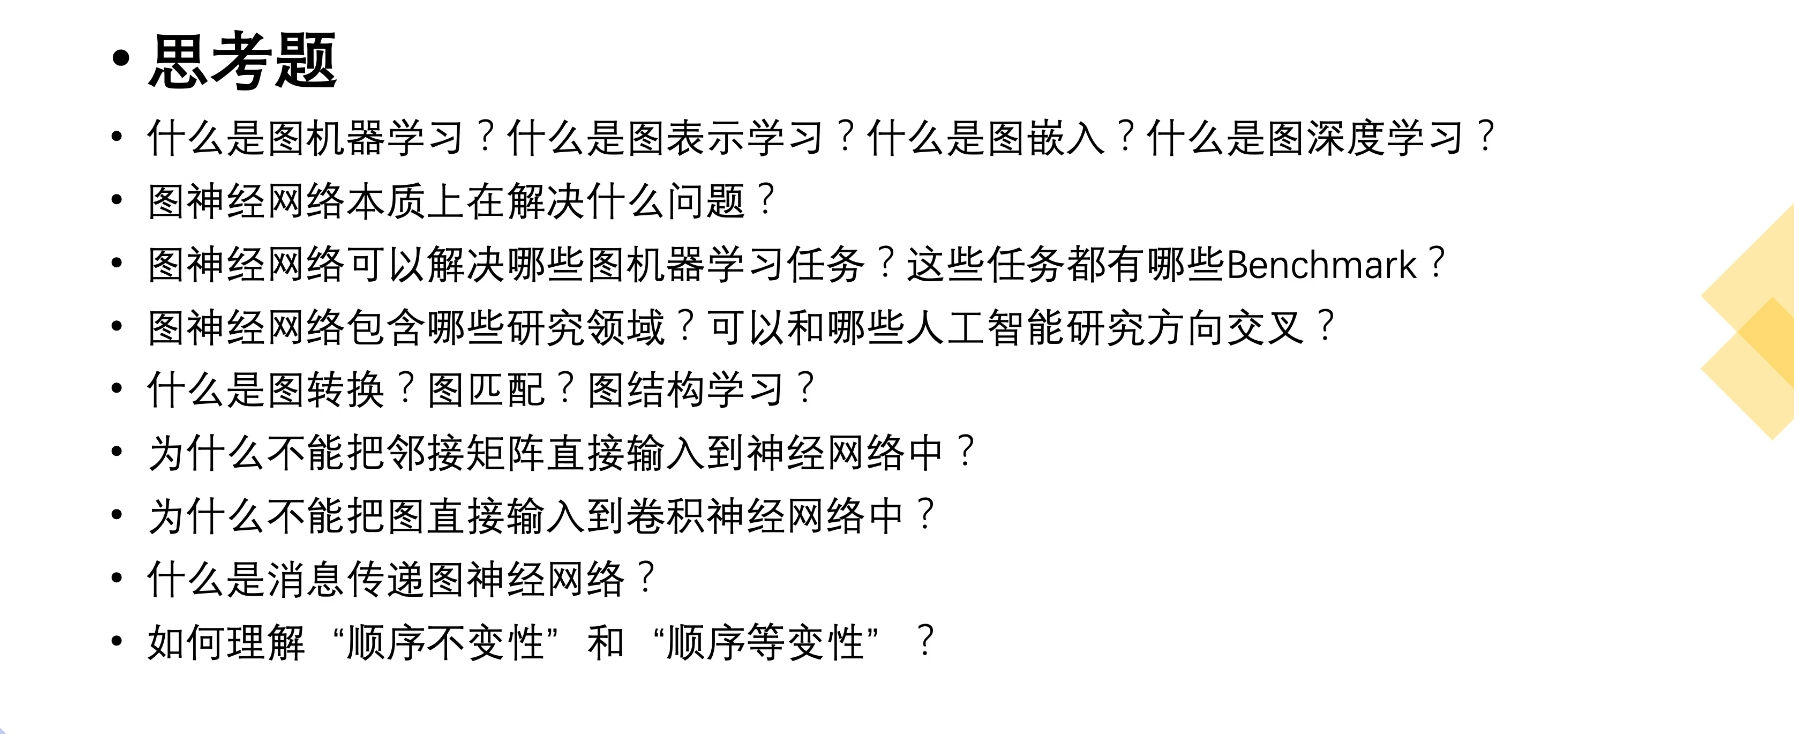 • 思考题
• 什么是图机器学习？什么是图表示学习？什么是图嵌入？什么是图深度学习？
• 图神经网络本质上在解决什么问题？
• 图神经网络可以解决哪些图机器学习任务？这些任务都有哪些Benchmark？
• 图神经网络包含哪些研究领域？可以和哪些人工智能研究方向交叉？
• 什么是图转换？图匹配？图结构学习？
• 为什么不能把邻接矩阵直接输入到神经网络中？
• 为什么不能把图直接输入到卷积神经网络中？
• 什么是消息传递图神经网络？
• 如何理解 “顺序不变性” 和 “顺序等变性” ？